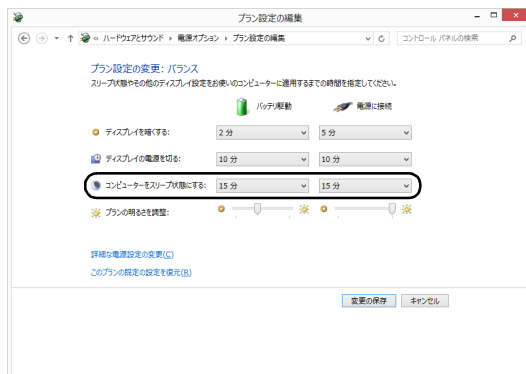 プラン設定の編集
« ハードウェアとサウンド ▸ 電源オプション ▸ プラン設定の編集
コントロール パネルの検索
プラン設定の変更: バランス
スリープ状態やその他のディスプレイ設定をお使いのコンピューターに適用するまでの時間を指定してください。
バッテリ駆動 電源に接続
ディスプレイを暗くする: 2 分 5 分
ディスプレイの電源を切る: 10 分 10 分
コンピューターをスリープ状態にする: 15 分 15 分
プランの明るさを調整:
詳細な電源設定の変更(C)
このプランの既定の設定を復元(R)
変更の保存 キャンセル